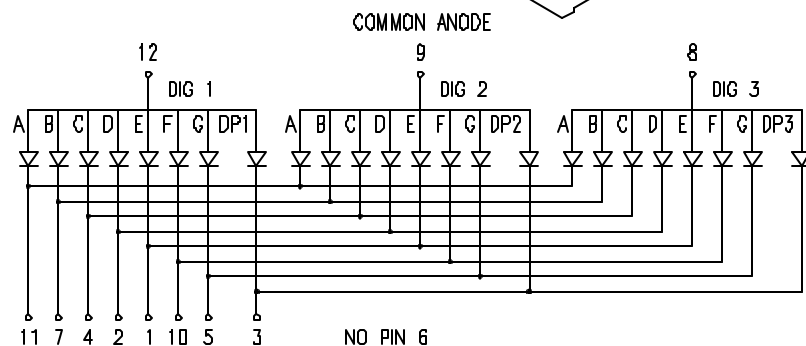 COMMON ANODE
12 9 8
DIG 1 DIG 2 DIG 3
A B C D E F G DP1 A B C D E F G DP2 A B C D E F G DP3
11 7 4 2 1 10 5 3 NO PIN 6